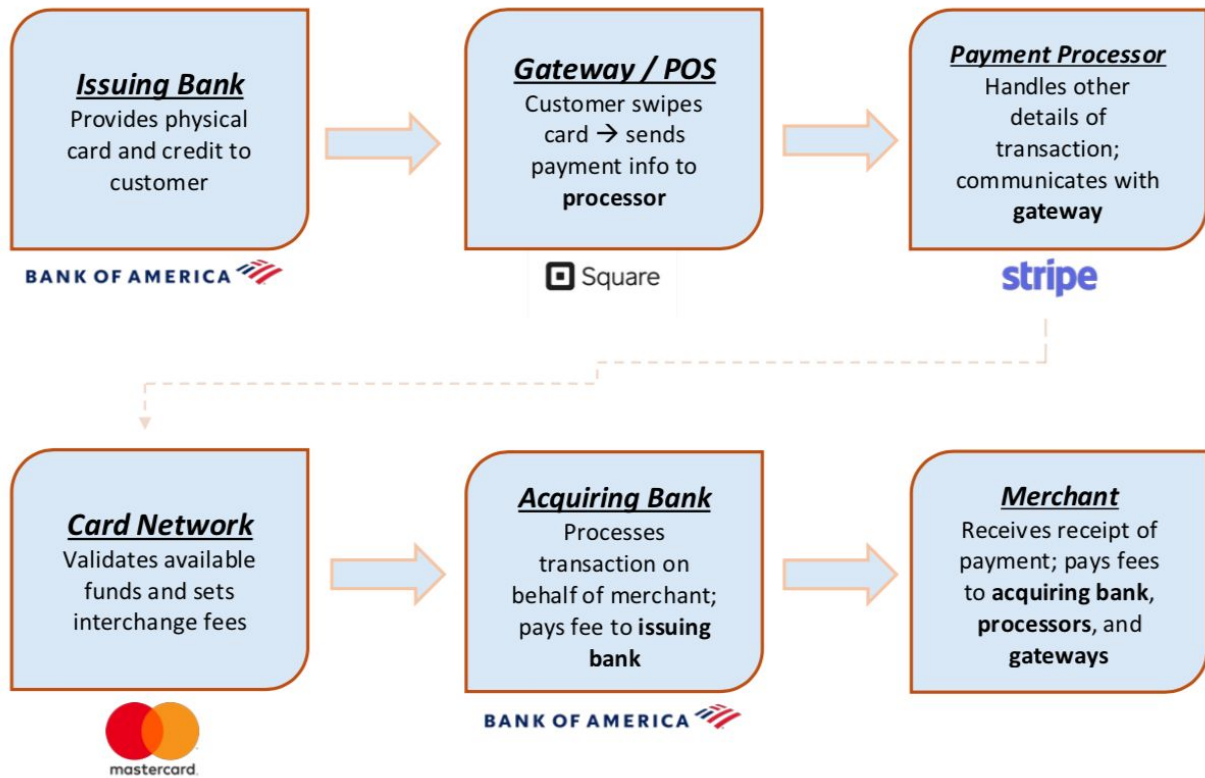 Issuing Bank
Provides physical
card and credit to
customer
BANK OF AMERICA
Gateway / POS
Customer swipes
card → sends
payment info to
processor
Square
Payment Processor
Handles other
details of
transaction;
communicates with
gateway
stripe
Card Network
Validates available
funds and sets
interchange fees
mastercard.
Acquiring Bank
Processes
transaction on
behalf of merchant;
pays fee to issuing
bank
BANK OF AMERICA
Merchant
Receives receipt of
payment; pays fees
to acquiring bank,
processors, and
gateways